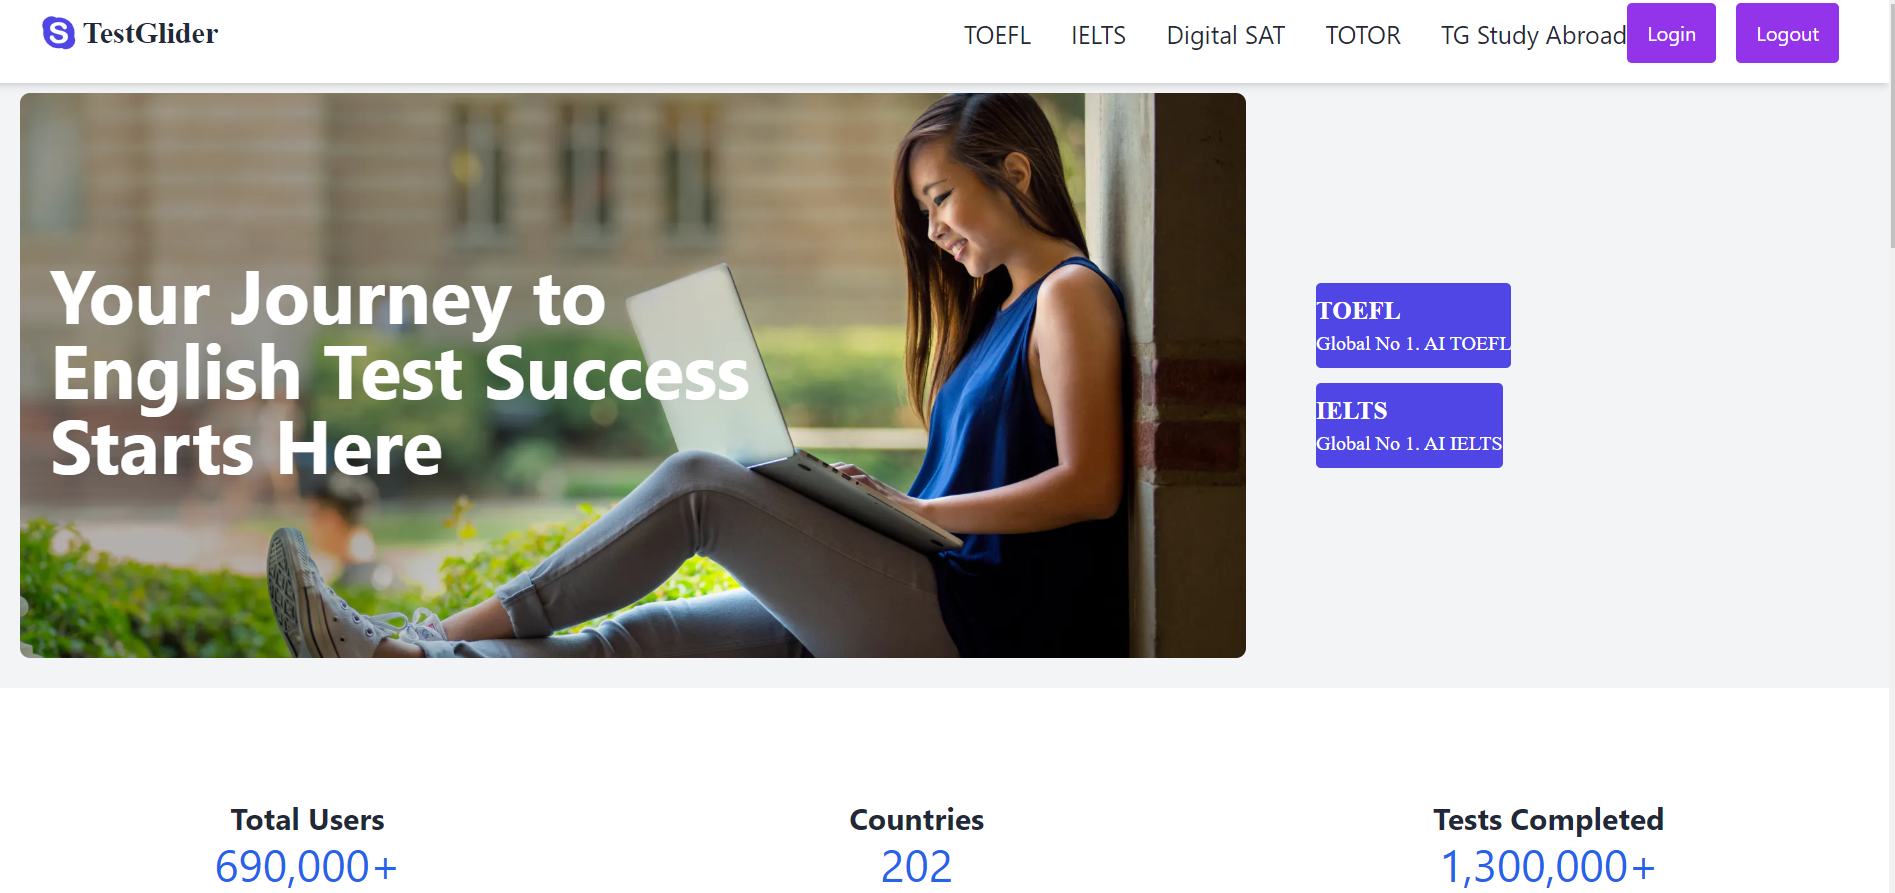 TestGlider
TOEFL IELTS Digital SAT TOTOR TG Study Abroad Login Logout
Your Journey to
English Test Success
Starts Here
TOEFL
Global No 1. AI TOEFL
IELTS
Global No 1. AI IELTS
Total Users Countries Tests Completed
690,000+ 202 1,300,000+